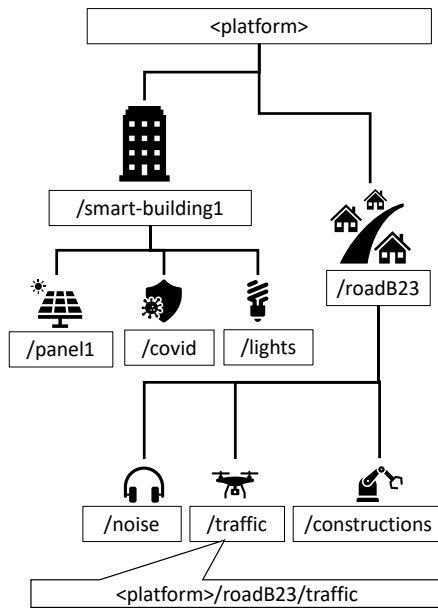 <platform>
/smart-building1
/roadB23
/panel1
/covid
/lights
/noise
/traffic
/constructions
<platform>/roadB23/traffic